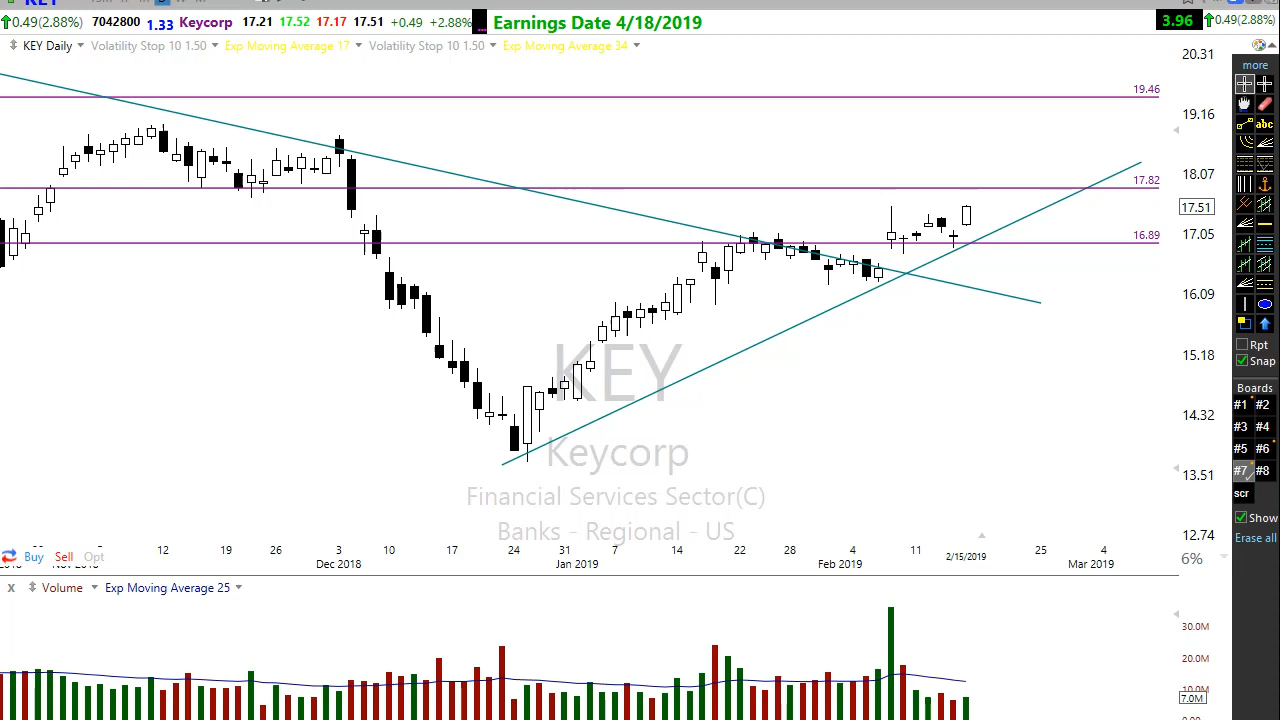 KEY
0.49(2.88%) 7042800 1.33 Keycorp 17.21 17.52 17.17 17.51 +0.49 +2.88% Earnings Date 4/18/2019 3.96 0.49(2.88%)
KEY Daily Volatility Stop 10 1.50 Exp Moving Average 17 Volatility Stop 10 1.50 Exp Moving Average 34
20.31
more
19.46
19.16
abc
17.82
18.07
17.51
16.89
17.05
16.09
Rpt
Snap
15.18
KEY
Boards
#1 #2
14.32
#3 #4
Keycorp
#5 #6
13.51
#7 #8
Financial Services Sector(C)
scr
Banks - Regional - US
Show
12.74
Erase all
Buy Sell Opt
12 19 26 3 10 17 24 31 7 14 22 28 4 11 2/15/2019 25 4
6%
Dec 2018 Jan 2019 Feb 2019 Mar 2019
x Volume Exp Moving Average 25
30.0M
20.0M
10.0M
7.0M